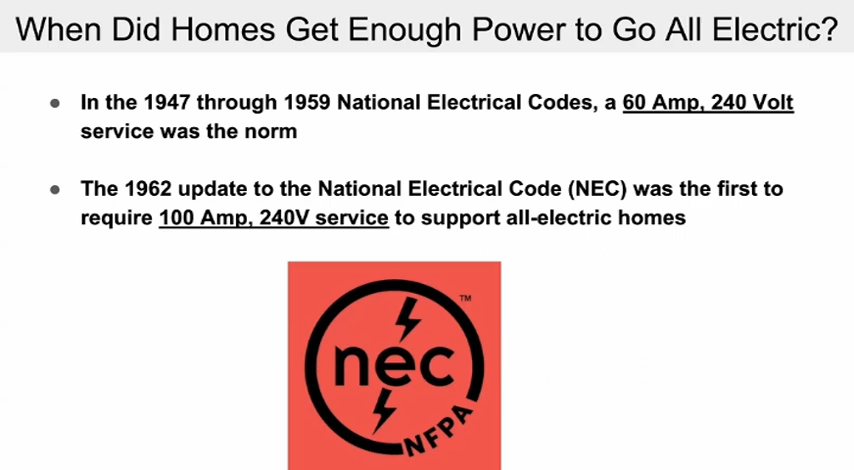 When Did Homes Get Enough Power to Go All Electric?
● In the 1947 through 1959 National Electrical Codes, a 60 Amp, 240 Volt
service was the norm
● The 1962 update to the National Electrical Code (NEC) was the first to
require 100 Amp, 240V service to support all-electric homes
TM
nec
NFPA